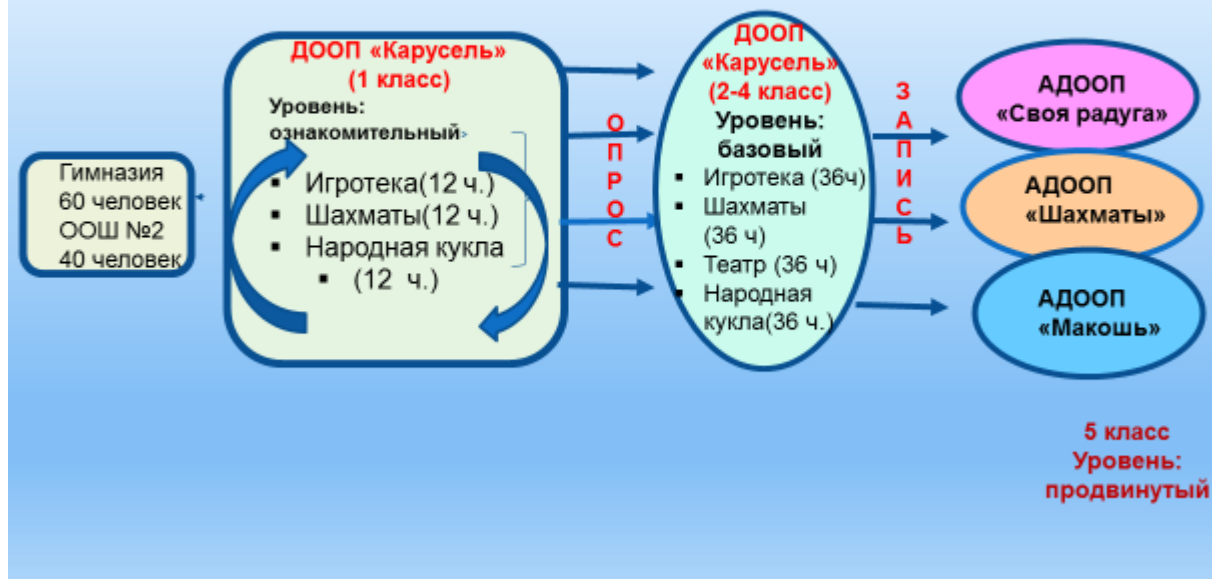 Гимназия
60 человек
ООШ №2
40 человек
ДООП «Карусель»
(1 класс)
Уровень:
ознакомительный
▪ Игротека(12 ч.)
▪ Шахматы(12 ч.)
▪ Народная кукла
▪ (12 ч.)
ОПРОС
ДООП
«Карусель»
(2-4 класс)
Уровень:
базовый
▪ Игротека (36ч)
▪ Шахматы
(36 ч)
▪ Театр (36 ч)
▪ Народная
кукла(36 ч.)
ЗАПИСЬ
АДООП
«Своя радуга»
АДООП
«Шахматы»
АДООП
«Макошь»
5 класс
Уровень:
продвинутый